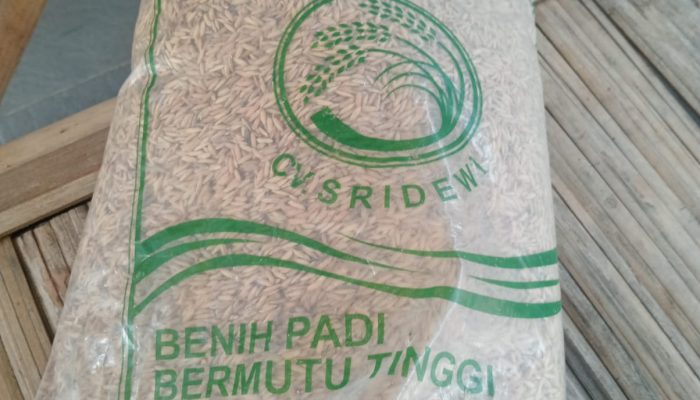 CV SRIDEWI
BENIH PADI
BERMUTU TINGGI